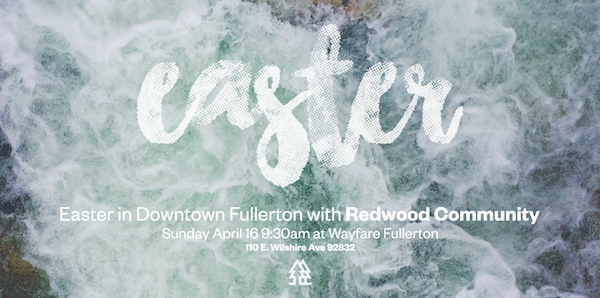 easter
Easter in Downtown Fullerton with Redwood Community
Sunday April 16 9:30am at Wayfare Fullerton
110 E. Wilshire Ave 92832